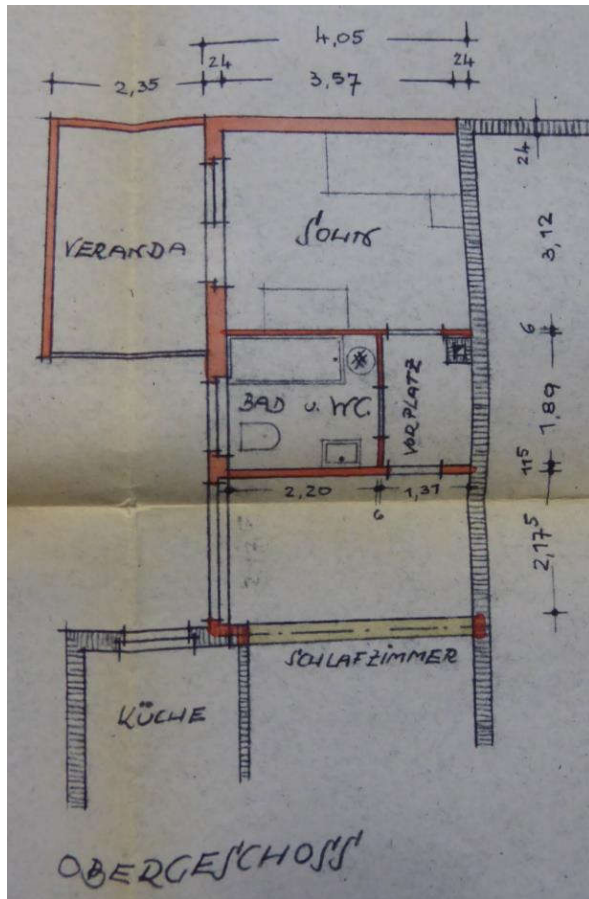 4,05
24 24
2,35 3,57
24
VERANDA
SOHN
3,12
6
BAD u. WC.
VORPLATZ
1,89
11⁵
2,20 1,37
6
2,17⁵
SCHLAFZIMMER
KÜCHE
OBERGESCHOSS